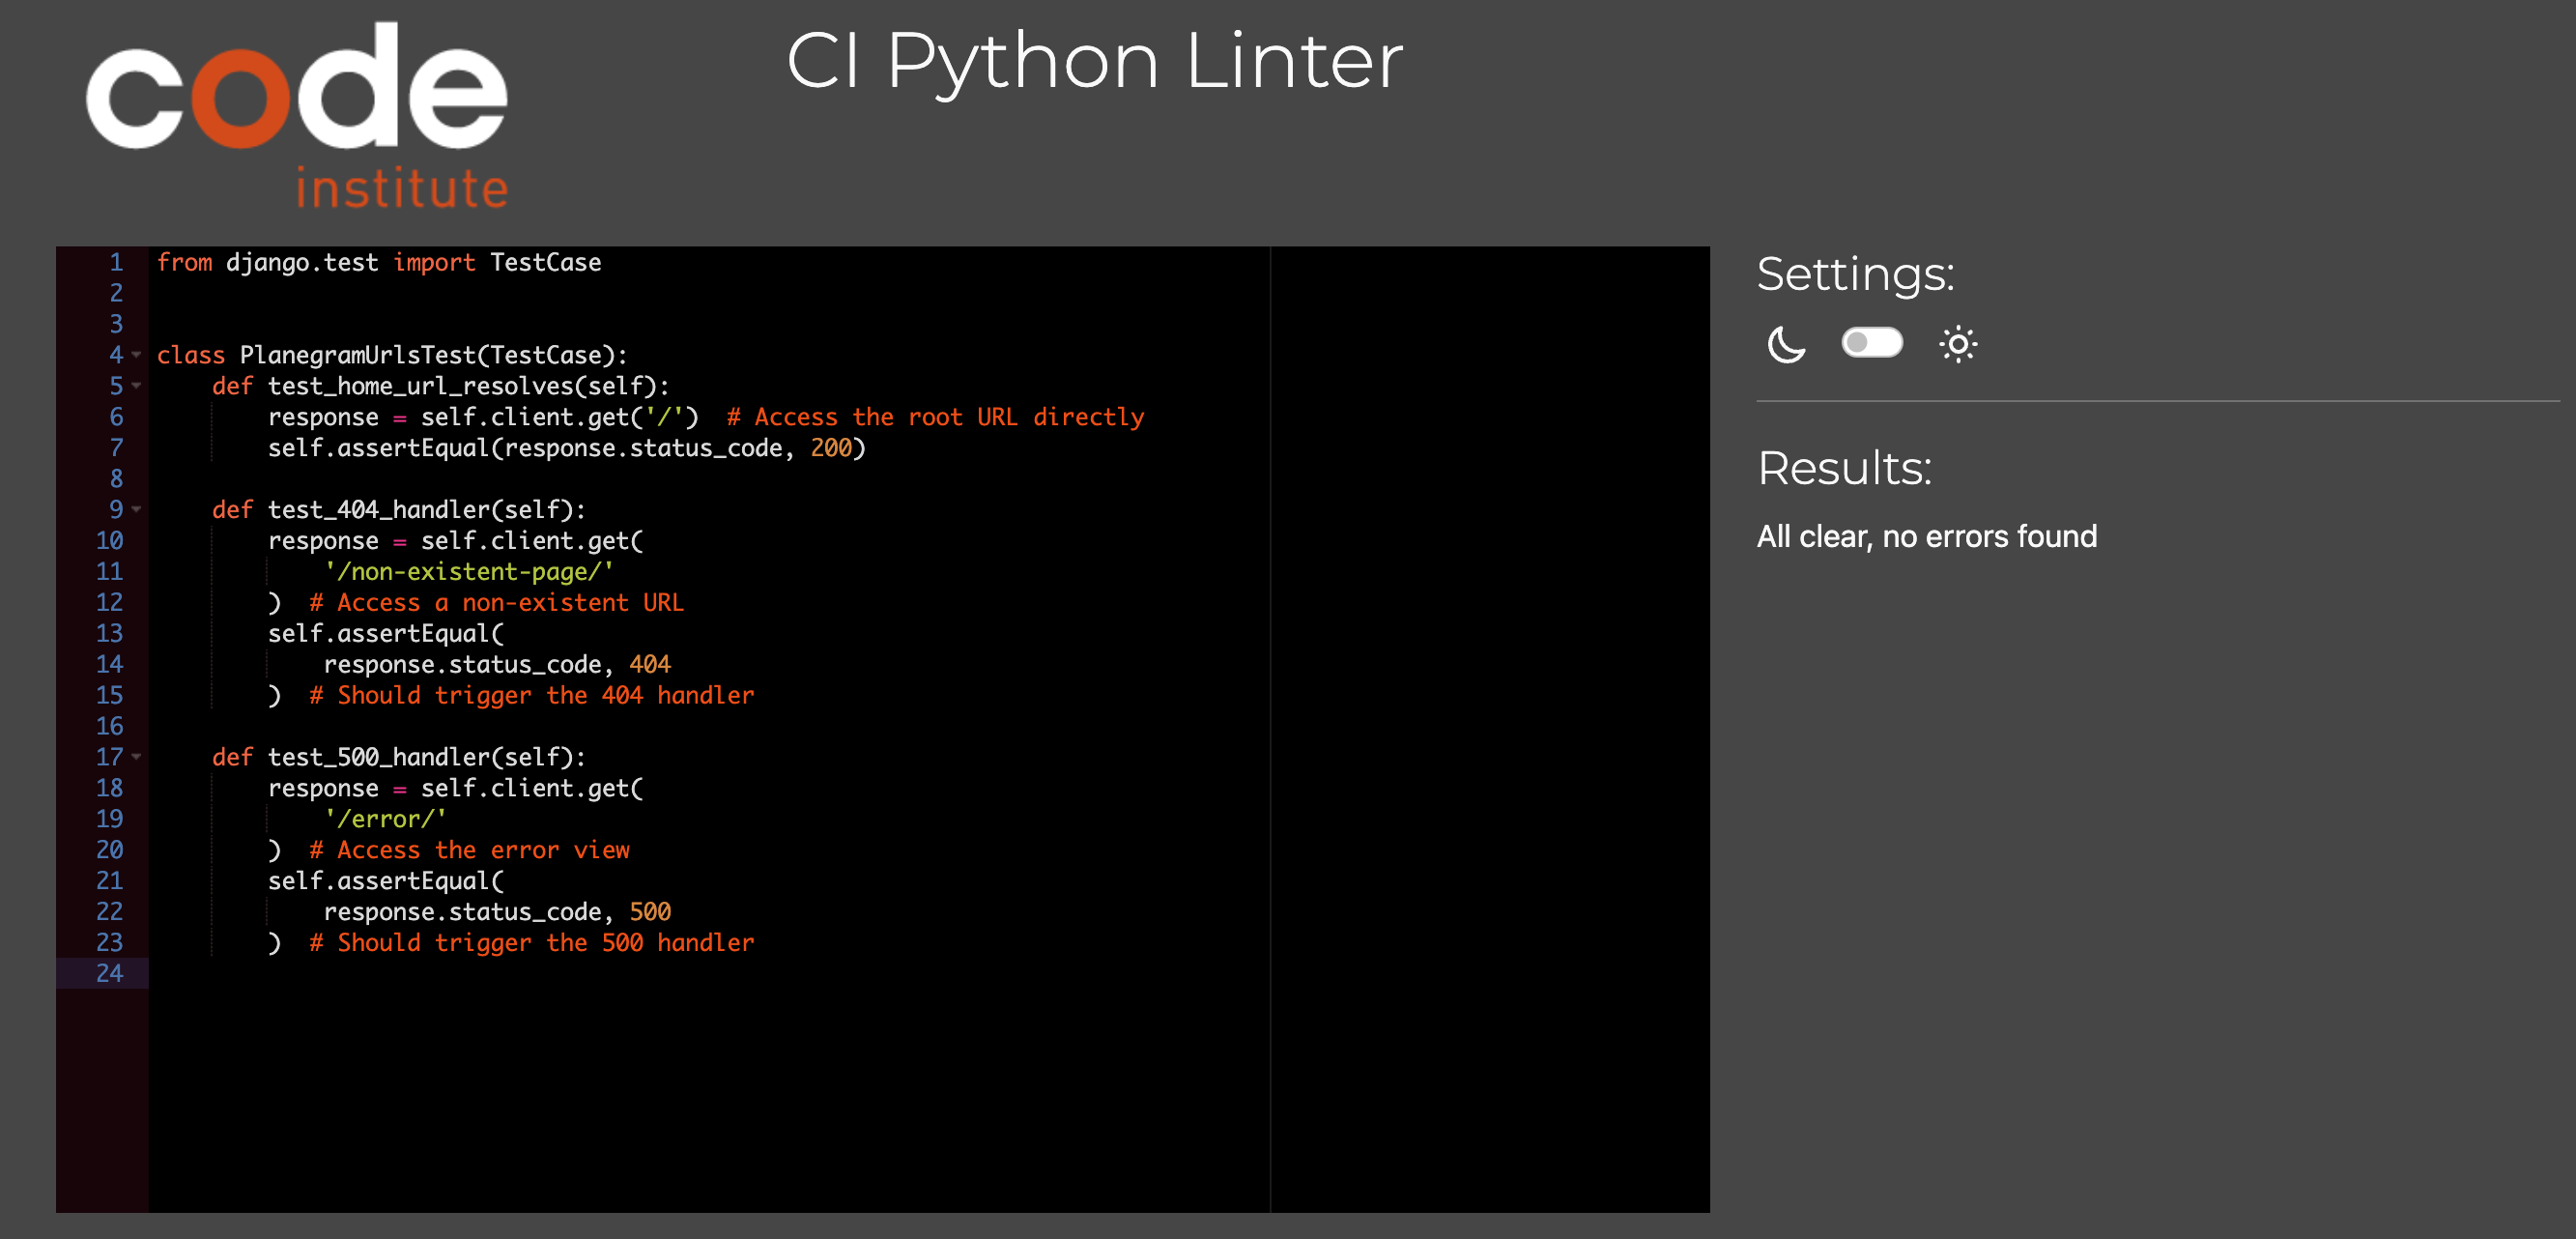 code
institute
CI Python Linter
1 from django.test import TestCase
2
3
4 class PlanegramUrlsTest(TestCase):
5     def test_home_url_resolves(self):
6         response = self.client.get('/')  # Access the root URL directly
7         self.assertEqual(response.status_code, 200)
8
9     def test_404_handler(self):
10         response = self.client.get(
11             '/non-existent-page/'
12         )  # Access a non-existent URL
13         self.assertEqual(
14             response.status_code, 404
15         )  # Should trigger the 404 handler
16
17     def test_500_handler(self):
18         response = self.client.get(
19             '/error/'
20         )  # Access the error view
21         self.assertEqual(
22             response.status_code, 500
23         )  # Should trigger the 500 handler
24
Settings:
Results:
All clear, no errors found